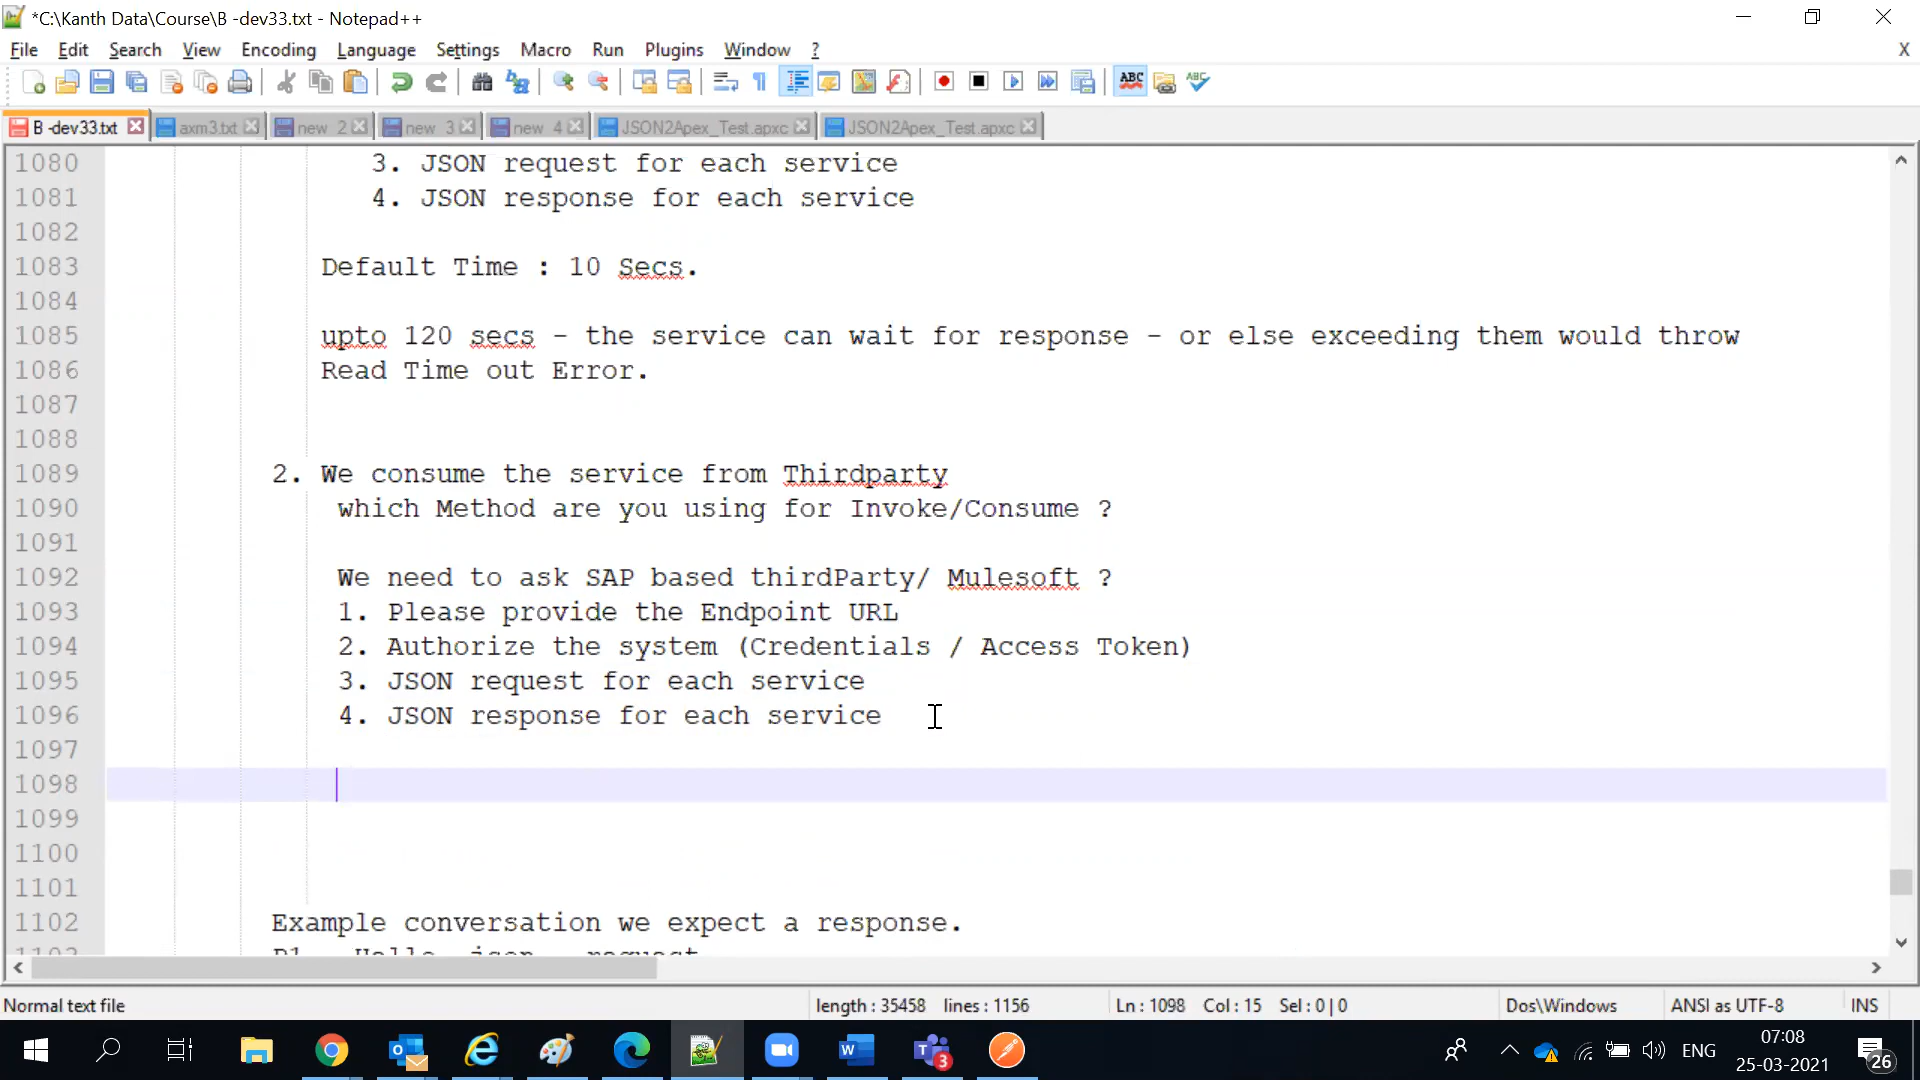 *C:\Kanth Data\Course\B -dev33.txt - Notepad++
File Edit Search View Encoding Language Settings Macro Run Plugins Window ? X
B -dev33.txt axm3.txt new 2 new 3 new 4 JSON2Apex_Test.apxc JSON2Apex_Test.apxc
1080 3. JSON request for each service
1081 4. JSON response for each service
1082
1083 Default Time : 10 Secs.
1084
1085 upto 120 secs - the service can wait for response - or else exceeding them would throw
1086 Read Time out Error.
1087
1088
1089 2. We consume the service from Thirdparty
1090 which Method are you using for Invoke/Consume ?
1091
1092 We need to ask SAP based thirdParty/ Mulesoft ?
1093 1. Please provide the Endpoint URL
1094 2. Authorize the system (Credentials / Access Token)
1095 3. JSON request for each service
1096 4. JSON response for each service
1097
1098
1099
1100
1101
1102 Example conversation we expect a response.
Normal text file length : 35458 lines : 1156 Ln : 1098 Col : 15 Sel : 0 | 0 Dos\Windows ANSI as UTF-8 INS
3 ENG 07:08
25-03-2021 26